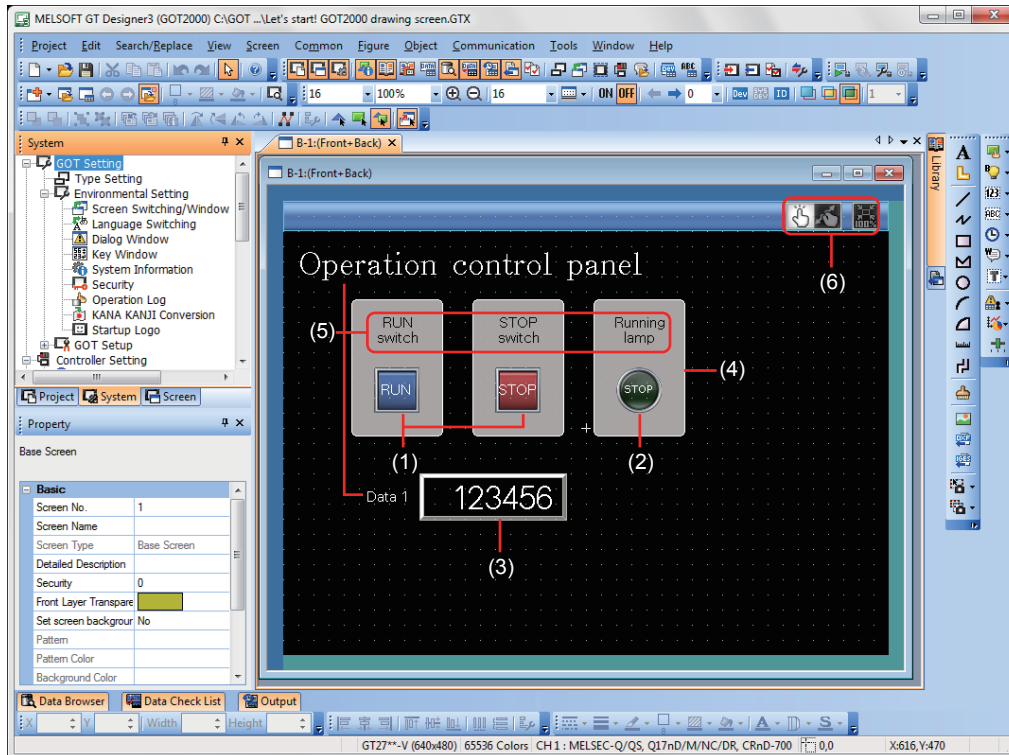 MELSOFT GT Designer3 (GOT2000) C:\GOT ...\Let's start! GOT2000 drawing screen.GTX
Project Edit Search/Replace View Screen Common Figure Object Communication Tools Window Help
16 100% 16 ON OFF 0 Dev ID 1
System
B-1:(Front+Back)
Library
GOT Setting
Type Setting
Environmental Setting
Screen Switching/Window
Language Switching
Dialog Window
Key Window
System Information
Security
Operation Log
KANA KANJI Conversion
Startup Logo
GOT Setup
Controller Setting
Project System Screen
Property
Base Screen
Basic
Screen No. 1
Screen Name
Screen Type Base Screen
Detailed Description
Security 0
Front Layer Transpare
Set screen backgrour No
Pattern
Pattern Color
Background Color
B-1:(Front+Back)
100%
(6)
Operation control panel
(5)
RUN switch
STOP switch
Running lamp
(4)
RUN
STOP
STOP
(1)
(2)
Data 1
123456
(3)
A
123
ABC
Data Browser Data Check List Output
X Y Width Height
GT27**-V (640x480) 65536 Colors CH1 : MELSEC-Q/QS, Q17nD/M/NC/DR, CRnD-700 0,0 X:616,Y:470